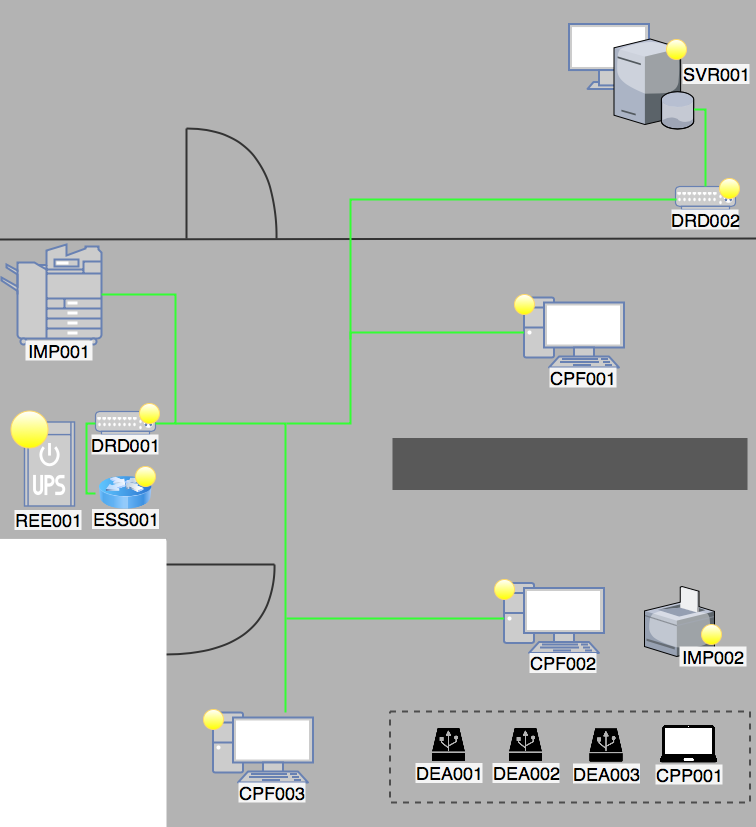 SVR001
DRD002
IMP001
CPF001
DRD001
UPS
REE001
ESS001
CPF002
IMP002
DEA001
DEA002
DEA003
CPP001
CPF003